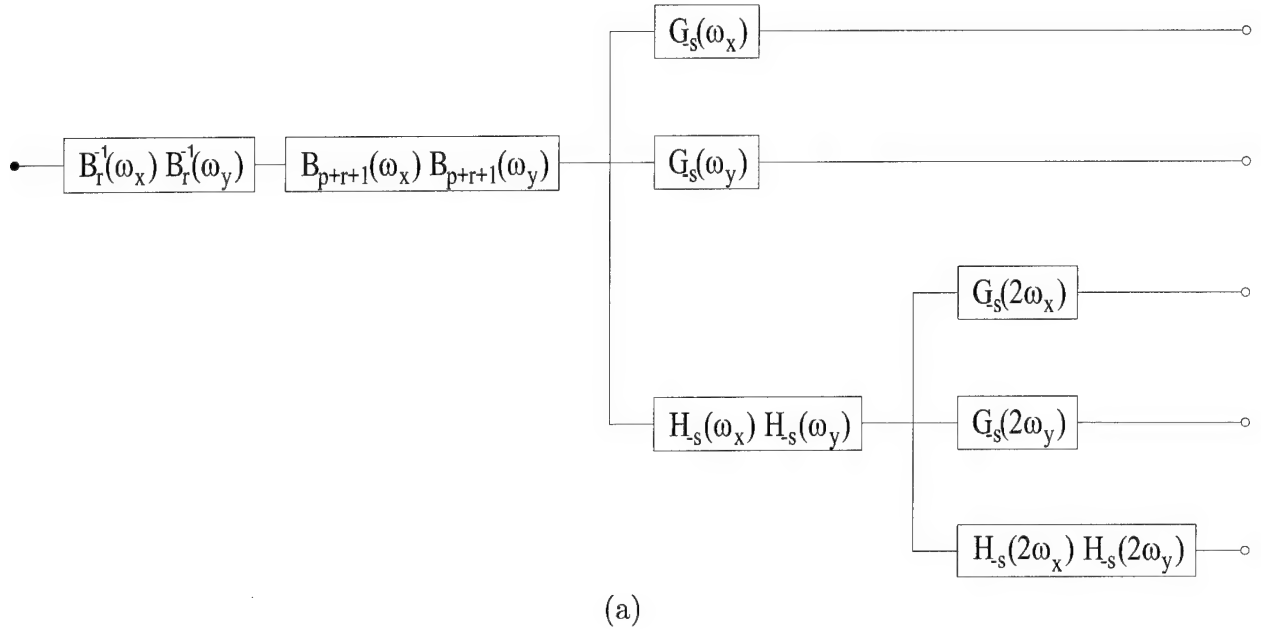 G_{-s}(ω_x)
B_r^{-1}(ω_x) B_r^{-1}(ω_y)
B_{p+r+1}(ω_x) B_{p+r+1}(ω_y)
G_{-s}(ω_y)
G_{-s}(2ω_x)
H_{-s}(ω_x) H_{-s}(ω_y)
G_{-s}(2ω_y)
H_{-s}(2ω_x) H_{-s}(2ω_y)
(a)